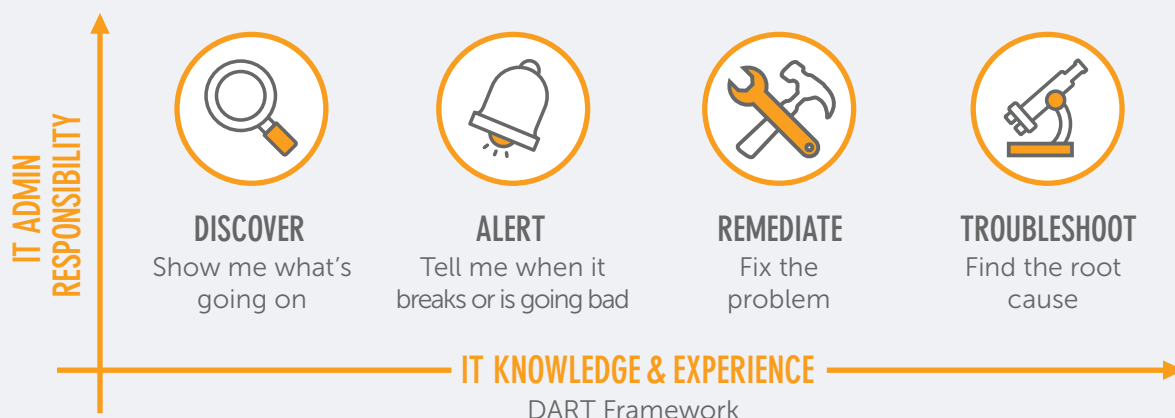 IT ADMIN
RESPONSIBILITY
DISCOVER
Show me what's
going on
ALERT
Tell me when it
breaks or is going bad
REMEDIATE
Fix the
problem
TROUBLESHOOT
Find the root
cause
IT KNOWLEDGE & EXPERIENCE
DART Framework